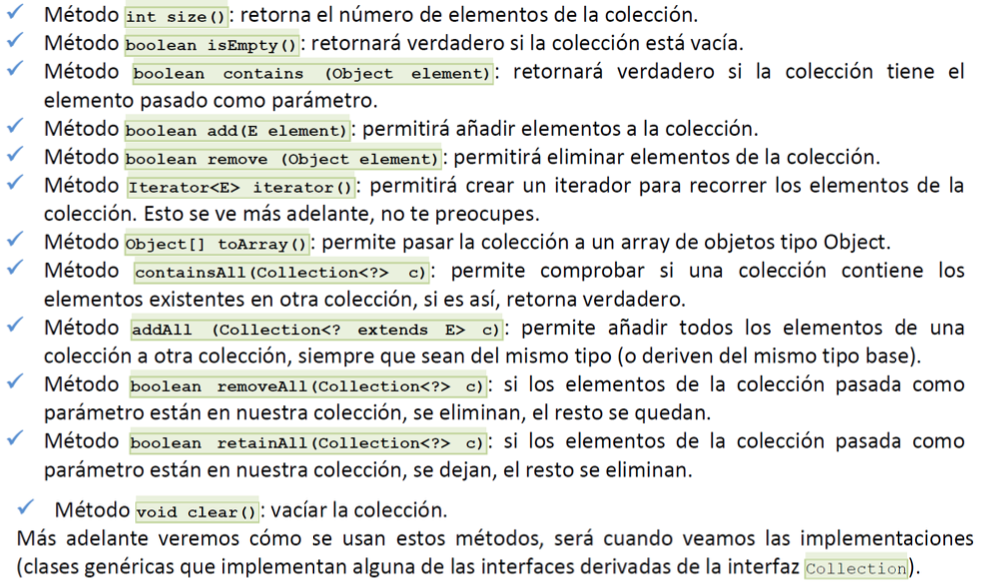 ✓ Método int size(): retorna el número de elementos de la colección.
✓ Método boolean isEmpty(): retornará verdadero si la colección está vacía.
✓ Método boolean contains (Object element): retornará verdadero si la colección tiene el
elemento pasado como parámetro.
✓ Método boolean add(E element): permitirá añadir elementos a la colección.
✓ Método boolean remove (Object element): permitirá eliminar elementos de la colección.
✓ Método Iterator<E> iterator(): permitirá crear un iterador para recorrer los elementos de la
colección. Esto se ve más adelante, no te preocupes.
✓ Método Object[] toArray(): permite pasar la colección a un array de objetos tipo Object.
✓ Método containsAll(Collection<?> c): permite comprobar si una colección contiene los
elementos existentes en otra colección, si es así, retorna verdadero.
✓ Método addAll (Collection<? extends E> c): permite añadir todos los elementos de una
colección a otra colección, siempre que sean del mismo tipo (o deriven del mismo tipo base).
✓ Método boolean removeAll(Collection<?> c): si los elementos de la colección pasada como
parámetro están en nuestra colección, se eliminan, el resto se quedan.
✓ Método boolean retainAll(Collection<?> c): si los elementos de la colección pasada como
parámetro están en nuestra colección, se dejan, el resto se eliminan.
✓ Método void clear(): vacíar la colección.
Más adelante veremos cómo se usan estos métodos, será cuando veamos las implementaciones
(clases genéricas que implementan alguna de las interfaces derivadas de la interfaz Collection).